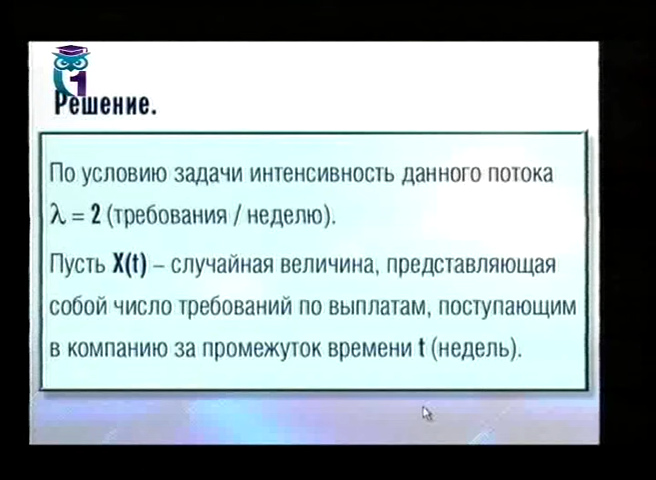 1
Решение.
По условию задачи интенсивность данного потока
λ = 2 (требования / неделю).
Пусть X(t) – случайная величина, представляющая
собой число требований по выплатам, поступающим
в компанию за промежуток времени t (недель).